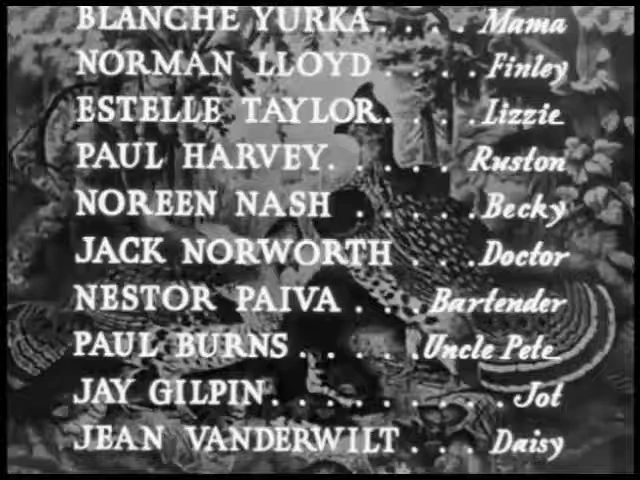 BLANCHE YURKA . . . . Mama
NORMAN LLOYD . . . . Finley
ESTELLE TAYLOR . . . . Lizzie
PAUL HARVEY . . . . . Ruston
NOREEN NASH . . . . . Becky
JACK NORWORTH . . . Doctor
NESTOR PAIVA . . . Bartender
PAUL BURNS . . . . . Uncle Pete
JAY GILPIN . . . . . . . . . Jot
JEAN VANDERWILT . . . Daisy